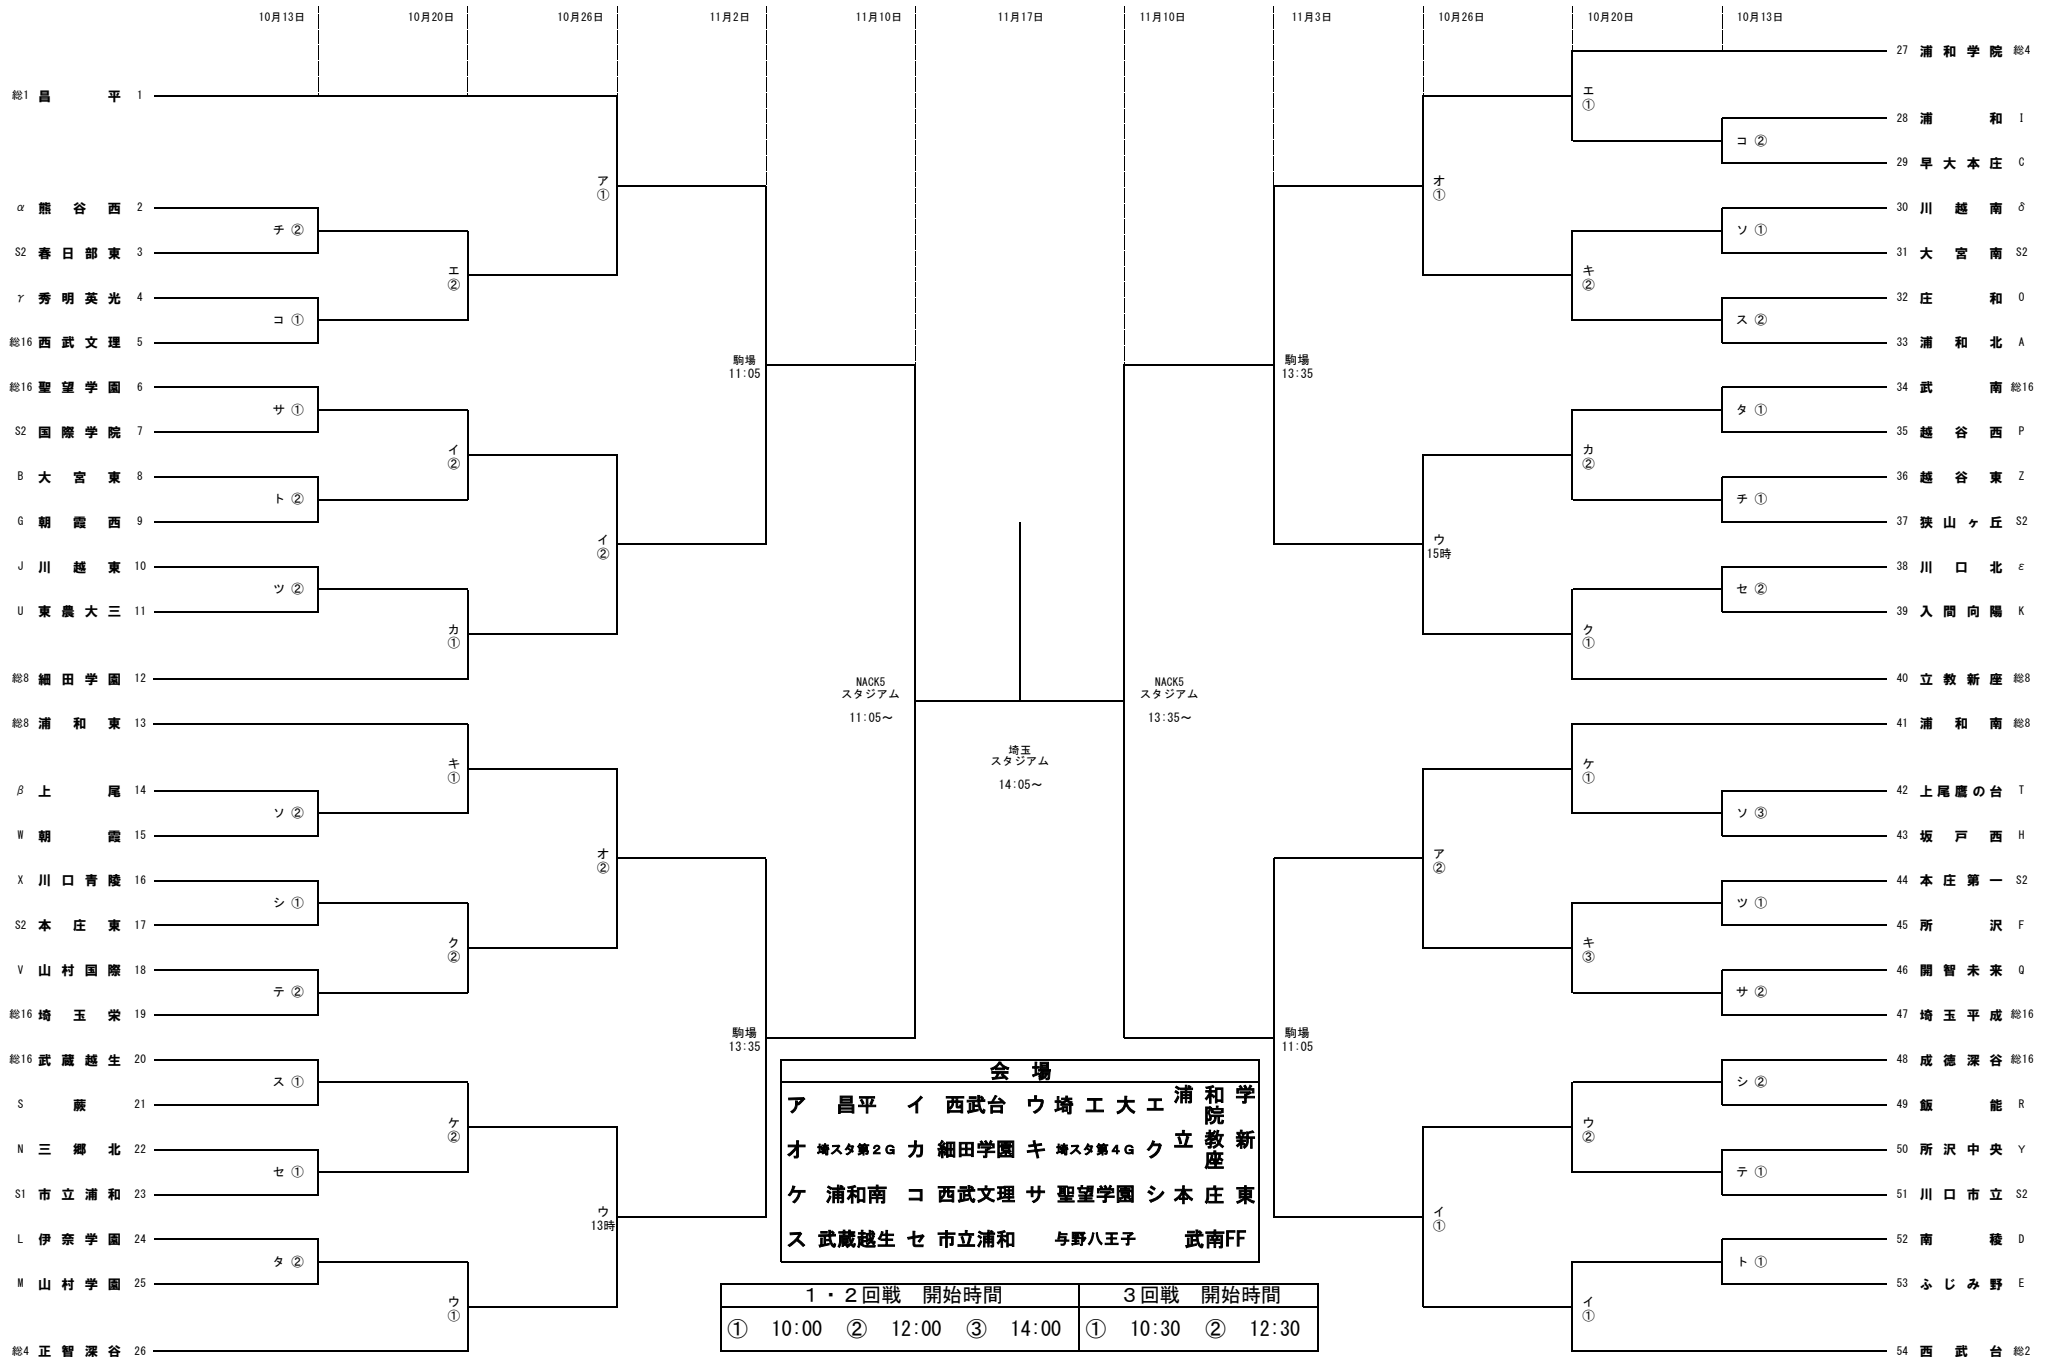 10月13日 10月20日 10月26日 11月2日 11月10日 11月17日 11月10日 11月3日 10月26日 10月20日 10月13日
総1 昌平 1
α 熊谷西 2
チ ②
S2 春日部東 3
エ ②
γ 秀明英光 4
コ ①
総16 西武文理 5
ア ①
総16 聖望学園 6
サ ①
S2 国際学院 7
イ ②
B 大宮東 8
ト ②
G 朝霞西 9
イ ②
J 川越東 10
ツ ②
U 東農大三 11
カ ①
総8 細田学園 12
駒場
11:05
総8 浦和東 13
キ ①
β 上尾 14
ソ ②
W 朝霞 15
オ ②
X 川口青陵 16
シ ①
S2 本庄東 17
ク ②
V 山村国際 18
テ ②
総16 埼玉栄 19
駒場
13:35
総16 武蔵越生 20
ス ①
S 蕨 21
ケ ②
N 三郷北 22
セ ①
S1 市立浦和 23
ウ
13時
L 伊奈学園 24
タ ②
M 山村学園 25
ウ ①
総4 正智深谷 26
NACK5
スタジアム
11:05～
埼玉
スタジアム
14:05～
NACK5
スタジアム
13:35～
27 浦和学院 総4
エ ①
28 浦和 I
コ ②
29 早大本庄 C
オ ①
30 川越南 δ
ソ ①
31 大宮南 S2
キ ②
32 庄和 O
ス ②
33 浦和北 A
駒場
13:35
34 武南 総16
タ ①
35 越谷西 P
カ ②
36 越谷東 Z
チ ①
37 狭山ヶ丘 S2
ウ
15時
38 川口北 ε
セ ②
39 入間向陽 K
ク ①
40 立教新座 総8
41 浦和南 総8
ケ ①
42 上尾鷹の台 T
ソ ③
43 坂戸西 H
ア ②
44 本庄第一 S2
ツ ①
45 所沢 F
キ ③
46 開智未来 Q
サ ②
47 埼玉平成 総16
駒場
11:05
48 成徳深谷 総16
シ ②
49 飯能 R
ウ ②
50 所沢中央 Y
テ ①
51 川口市立 S2
イ ①
52 南稜 D
ト ①
53 ふじみ野 E
イ ①
54 西武台 総2
会 場
ア 昌平 イ 西武台 ウ 埼工大 エ 浦和学院
オ 埼スタ第２Ｇ カ 細田学園 キ 埼スタ第４Ｇ ク 立教新座
ケ 浦和南 コ 西武文理 サ 聖望学園 シ 本庄東
ス 武蔵越生 セ 市立浦和 与野八王子 武南FF
１・２回戦 開始時間 ３回戦 開始時間
① 10:00 ② 12:00 ③ 14:00 ① 10:30 ② 12:30